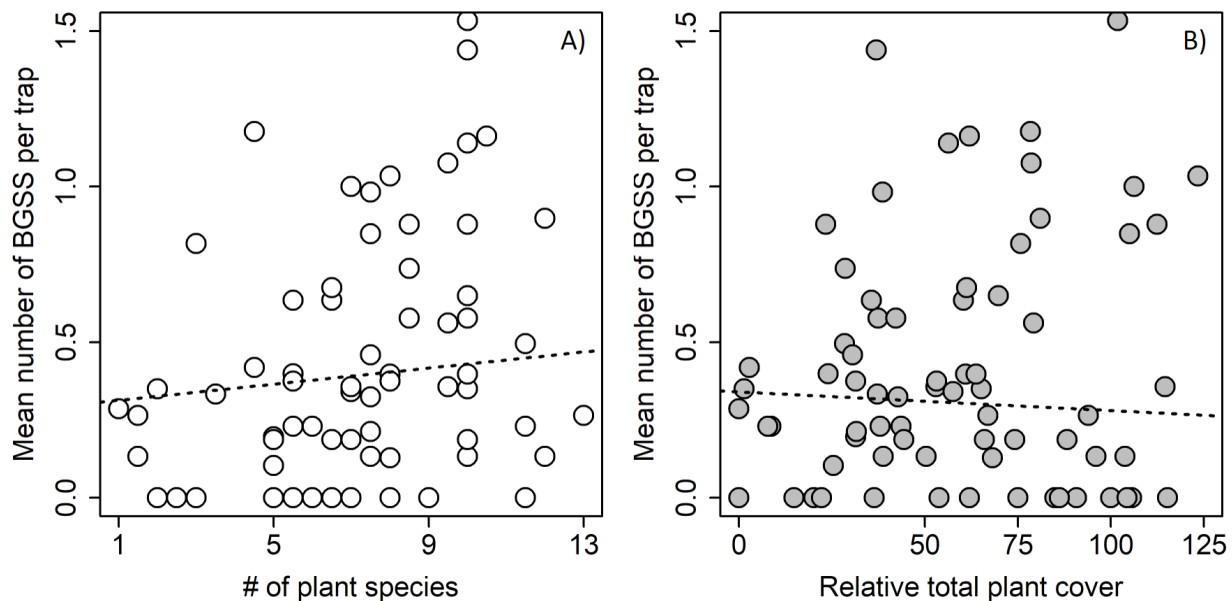 A)
Mean number of BGSS per trap
0.0 0.5 1.0 1.5
1 5 9 13
# of plant species
B)
Mean number of BGSS per trap
0.0 0.5 1.0 1.5
0 50 75 100 125
Relative total plant cover